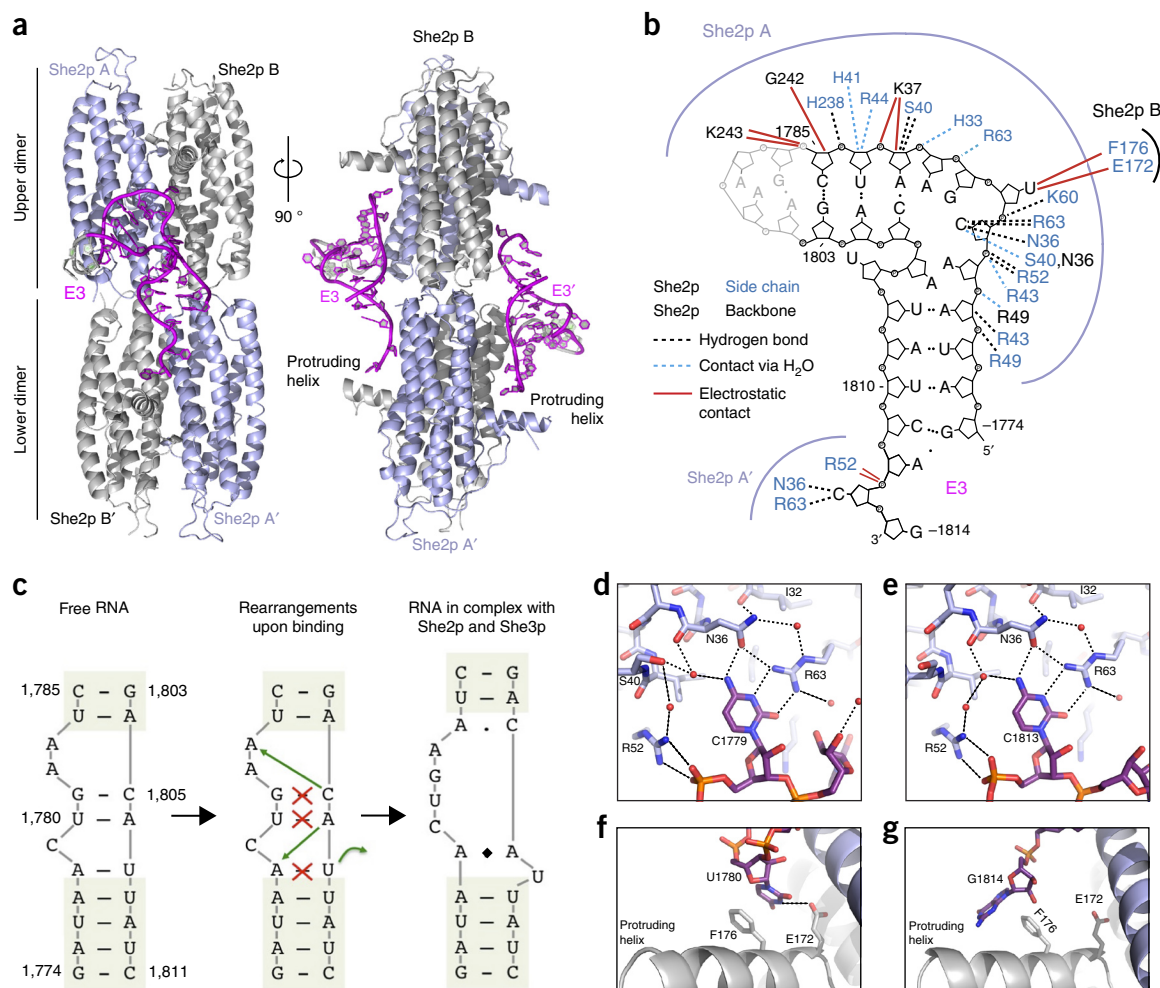 a
She2p A
She2p B
Upper dimer
Lower dimer
E3
She2p B′
She2p A′
90 °
She2p B
E3
E3′
Protruding
helix
Protruding
helix
She2p A′
b
She2p A
G242
H41
K37
H238
R44
S40
K243
1785
H33
R63
She2p B
F176
E172
K60
R63
N36
S40,N36
R52
R43
R49
R43
R49
A
A
G
A
C
U
A
A
G
U
C
G
A
C
1803
U
A
A
U
A
A
U
1810
U
A
C
G
–1774
5′
She2p
Side chain
She2p
Backbone
Hydrogen bond
Contact via H2O
Electrostatic
contact
She2p A′
R52
A
N36
R63
C
E3
3′
G
–1814
c
Free RNA
Rearrangements
upon binding
RNA in complex with
She2p and She3p
1,785
C – G
1,803
U – A
A
A
G – C
1,805
1,780
U – A
C
A – U
A – U
U – A
A – U
1,774
G – C
1,811
C – G
U – A
A
A
G C
U A
C
A U
A – U
U – A
A – U
G – C
C – G
U – A
A · C
A
G
U
C
A A
U
A – U
U – A
A – U
G – C
d
I32
N36
S40
R63
R52
C1779
e
I32
N36
R63
R52
C1813
f
U1780
Protruding
helix
F176
E172
g
G1814
Protruding
helix
F176
E172